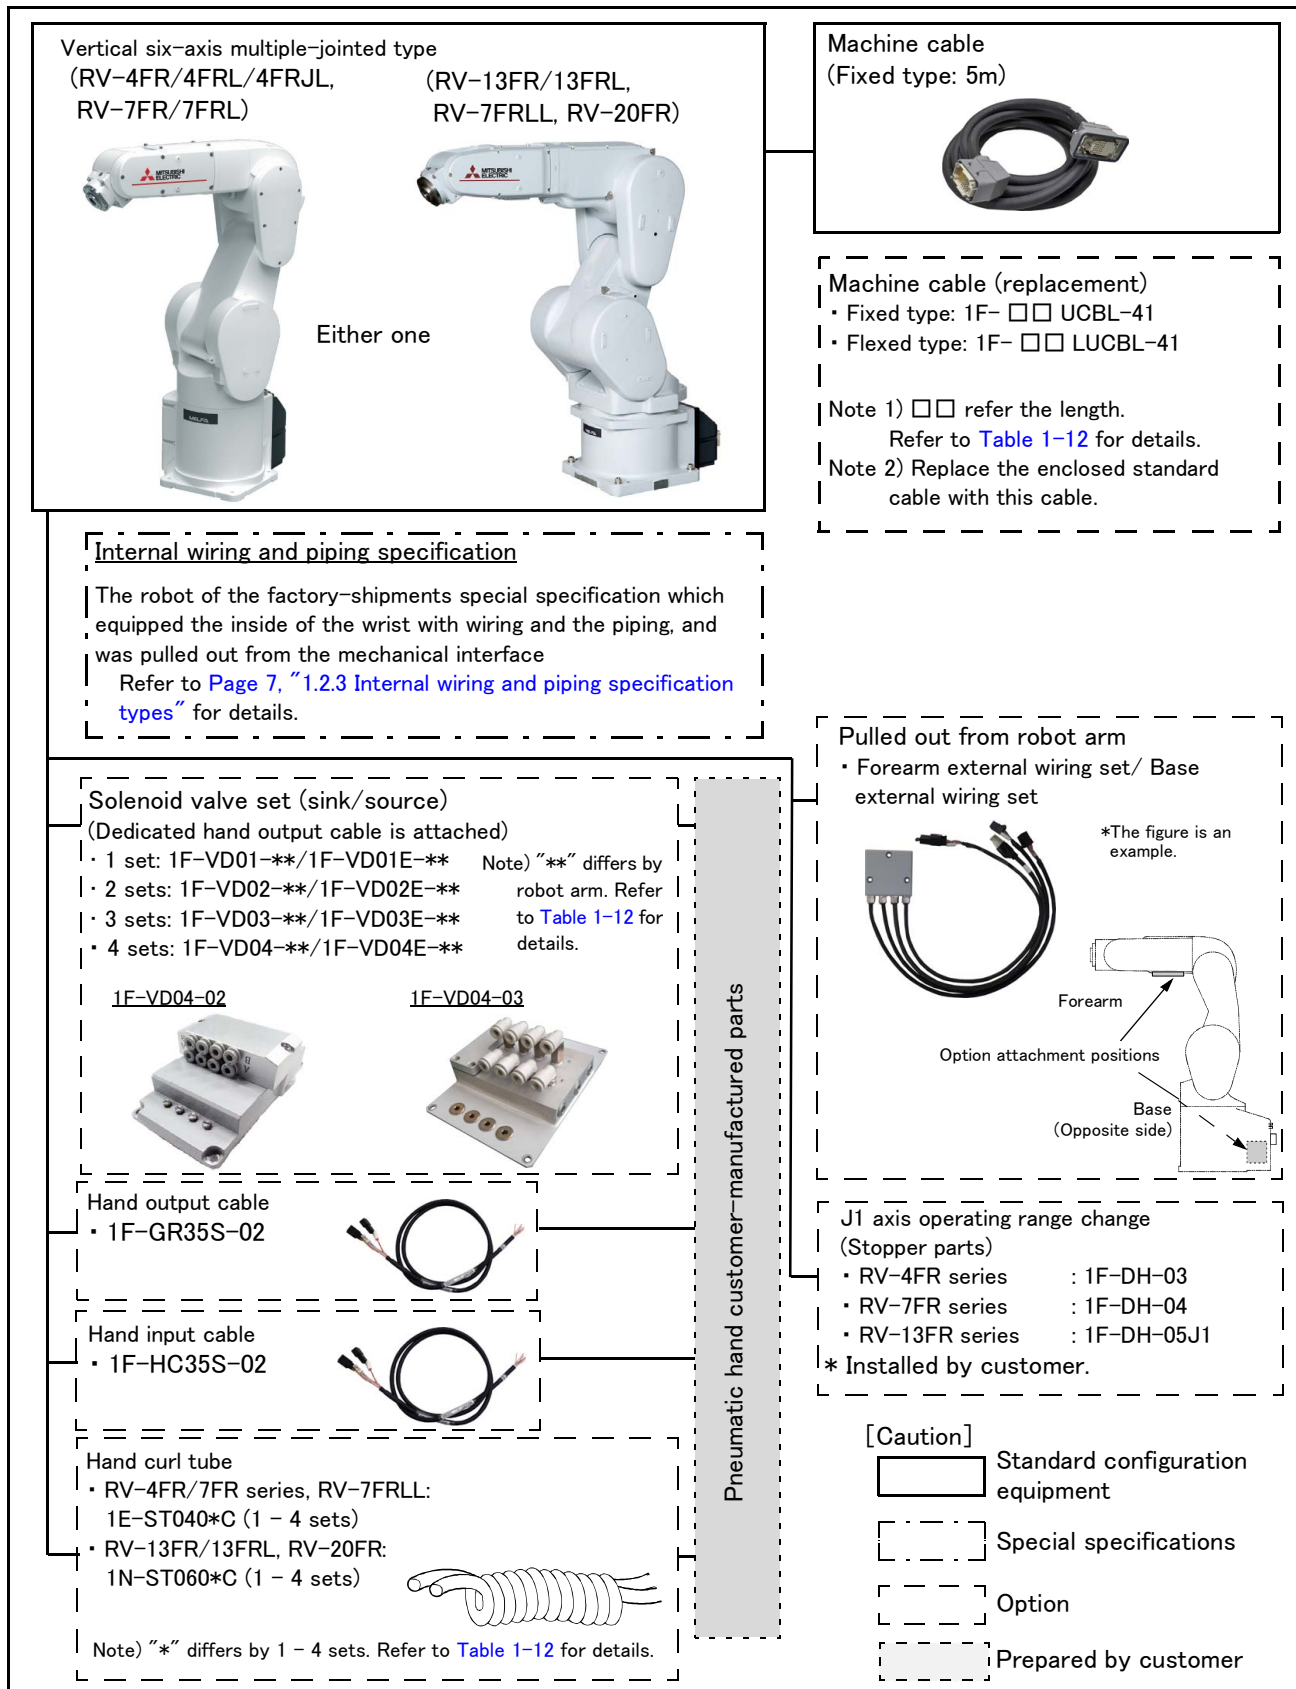 Vertical six-axis multiple-jointed type
(RV-4FR/4FRL/4FRJL,
RV-7FR/7FRL)
(RV-13FR/13FRL,
RV-7FRLL, RV-20FR)
MITSUBISHI
ELECTRIC
MITSUBISHI
ELECTRIC
Either one
MELFA
MELFA
Machine cable
(Fixed type: 5m)
Machine cable (replacement)
・Fixed type: 1F- □□ UCBL-41
・Flexed type: 1F- □□ LUCBL-41
Note 1) □□ refer the length.
Refer to Table 1-12 for details.
Note 2) Replace the enclosed standard
cable with this cable.
Internal wiring and piping specification
The robot of the factory-shipments special specification which
equipped the inside of the wrist with wiring and the piping, and
was pulled out from the mechanical interface
Refer to Page 7, "1.2.3 Internal wiring and piping specification
types" for details.
Solenoid valve set (sink/source)
(Dedicated hand output cable is attached)
・1 set: 1F-VD01-**/1F-VD01E-**
・2 sets: 1F-VD02-**/1F-VD02E-**
・3 sets: 1F-VD03-**/1F-VD03E-**
・4 sets: 1F-VD04-**/1F-VD04E-**
Note) "**" differs by
robot arm. Refer
to Table 1-12 for
details.
1F-VD04-02
1F-VD04-03
Pneumatic hand customer-manufactured parts
Pulled out from robot arm
・Forearm external wiring set/ Base
external wiring set
*The figure is an
example.
Forearm
Option attachment positions
Base
(Opposite side)
Hand output cable
・1F-GR35S-02
Hand input cable
・1F-HC35S-02
Hand curl tube
・RV-4FR/7FR series, RV-7FRLL:
1E-ST040*C (1 - 4 sets)
・RV-13FR/13FRL, RV-20FR:
1N-ST060*C (1 - 4 sets)
Note) "*" differs by 1 - 4 sets. Refer to Table 1-12 for details.
J1 axis operating range change
(Stopper parts)
・RV-4FR series : 1F-DH-03
・RV-7FR series : 1F-DH-04
・RV-13FR series : 1F-DH-05J1
* Installed by customer.
[Caution]
Standard configuration
equipment
Special specifications
Option
Prepared by customer